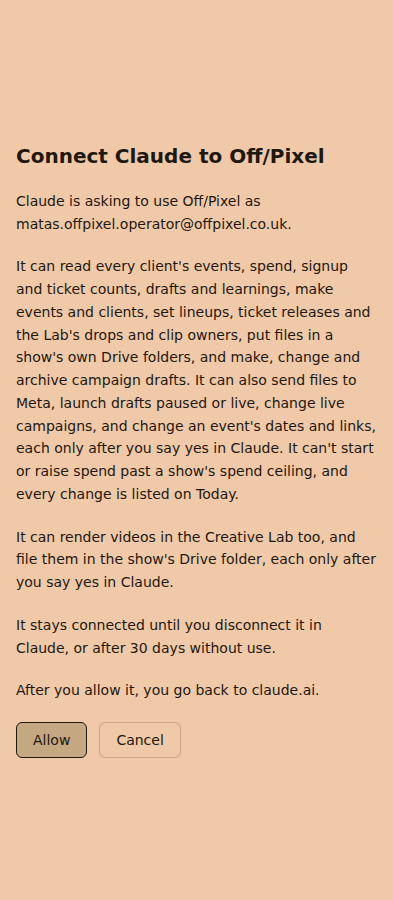 Connect Claude to Off/Pixel
Claude is asking to use Off/Pixel as
matas.offpixel.operator@offpixel.co.uk.
It can read every client's events, spend, signup
and ticket counts, drafts and learnings, make
events and clients, set lineups, ticket releases and
the Lab's drops and clip owners, put files in a
show's own Drive folders, and make, change and
archive campaign drafts. It can also send files to
Meta, launch drafts paused or live, change live
campaigns, and change an event's dates and links,
each only after you say yes in Claude. It can't start
or raise spend past a show's spend ceiling, and
every change is listed on Today.
It can render videos in the Creative Lab too, and
file them in the show's Drive folder, each only after
you say yes in Claude.
It stays connected until you disconnect it in
Claude, or after 30 days without use.
After you allow it, you go back to claude.ai.
Allow Cancel